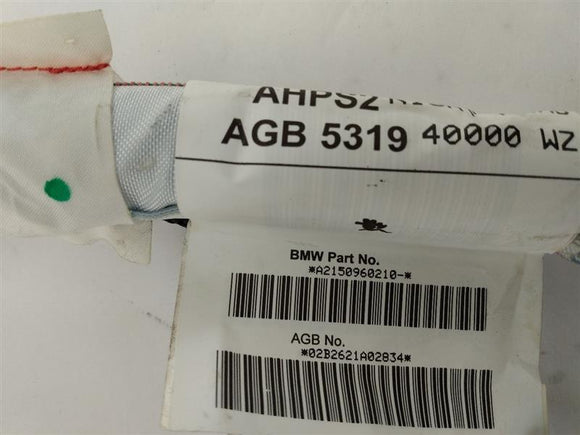 AHPS2
AGB 5319 40000 WZ
BMW Part No.
*A2150960210-*
AGB No.
*02B2621A02834*